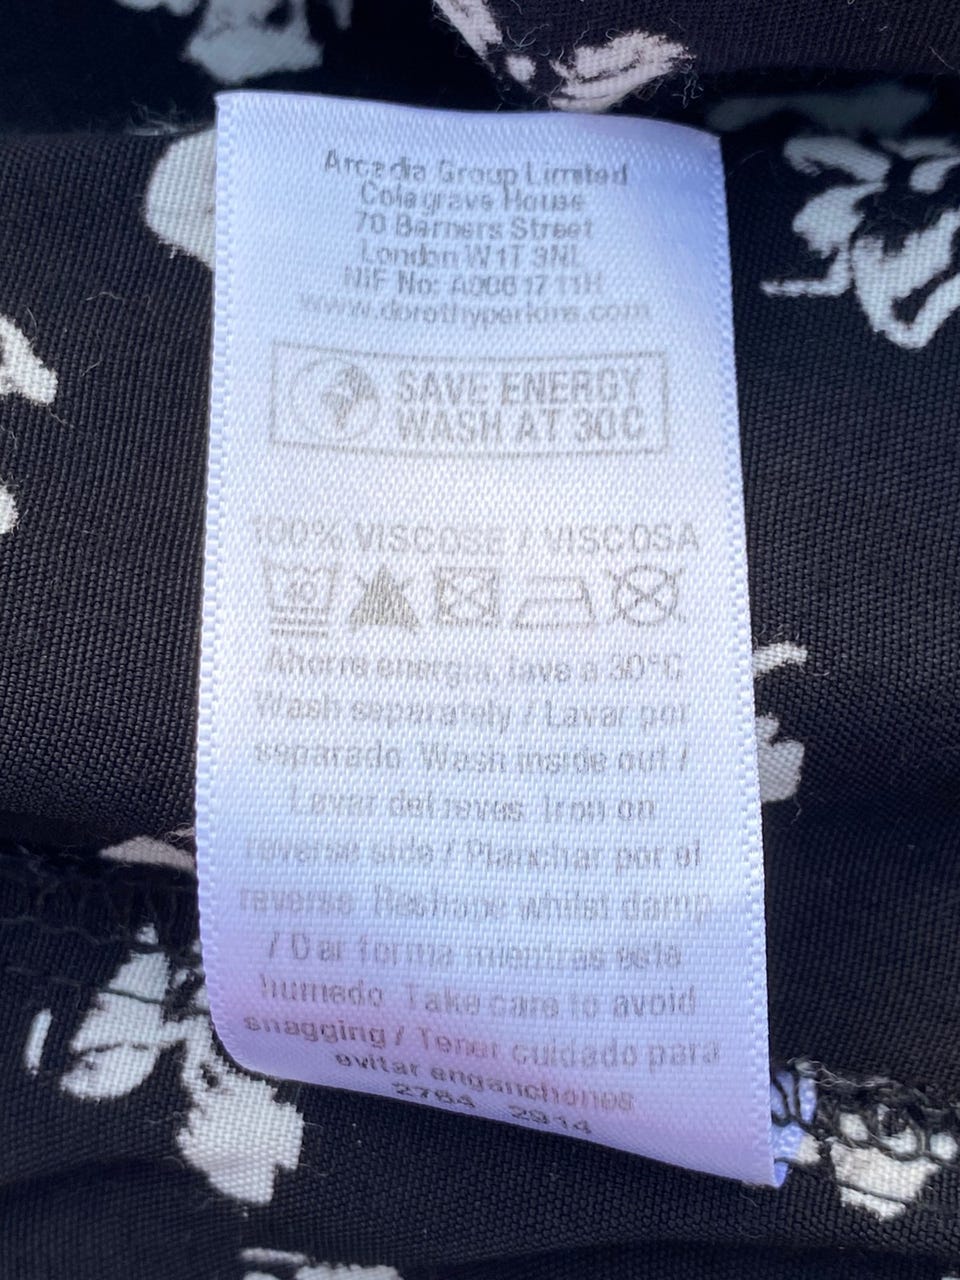 Arcadia Group Limited
Colegrave House
70 Berners Street
London W1T 3NL
NIF No: A0061711H
www.dorothyperkins.com
SAVE ENERGY
WASH AT 30C
100% VISCOSE / VISCOSA
Ahorre energia, lave a 30°C
Wash separately / Lavar por
separado Wash inside out /
Lavar del reves Iron on
reverse side / Planchar por el
reverse Reshape whilst damp
/ Dar forma mientras este
humedo Take care to avoid
snagging / Tener cuidado para
evitar enganchones
2764 2914